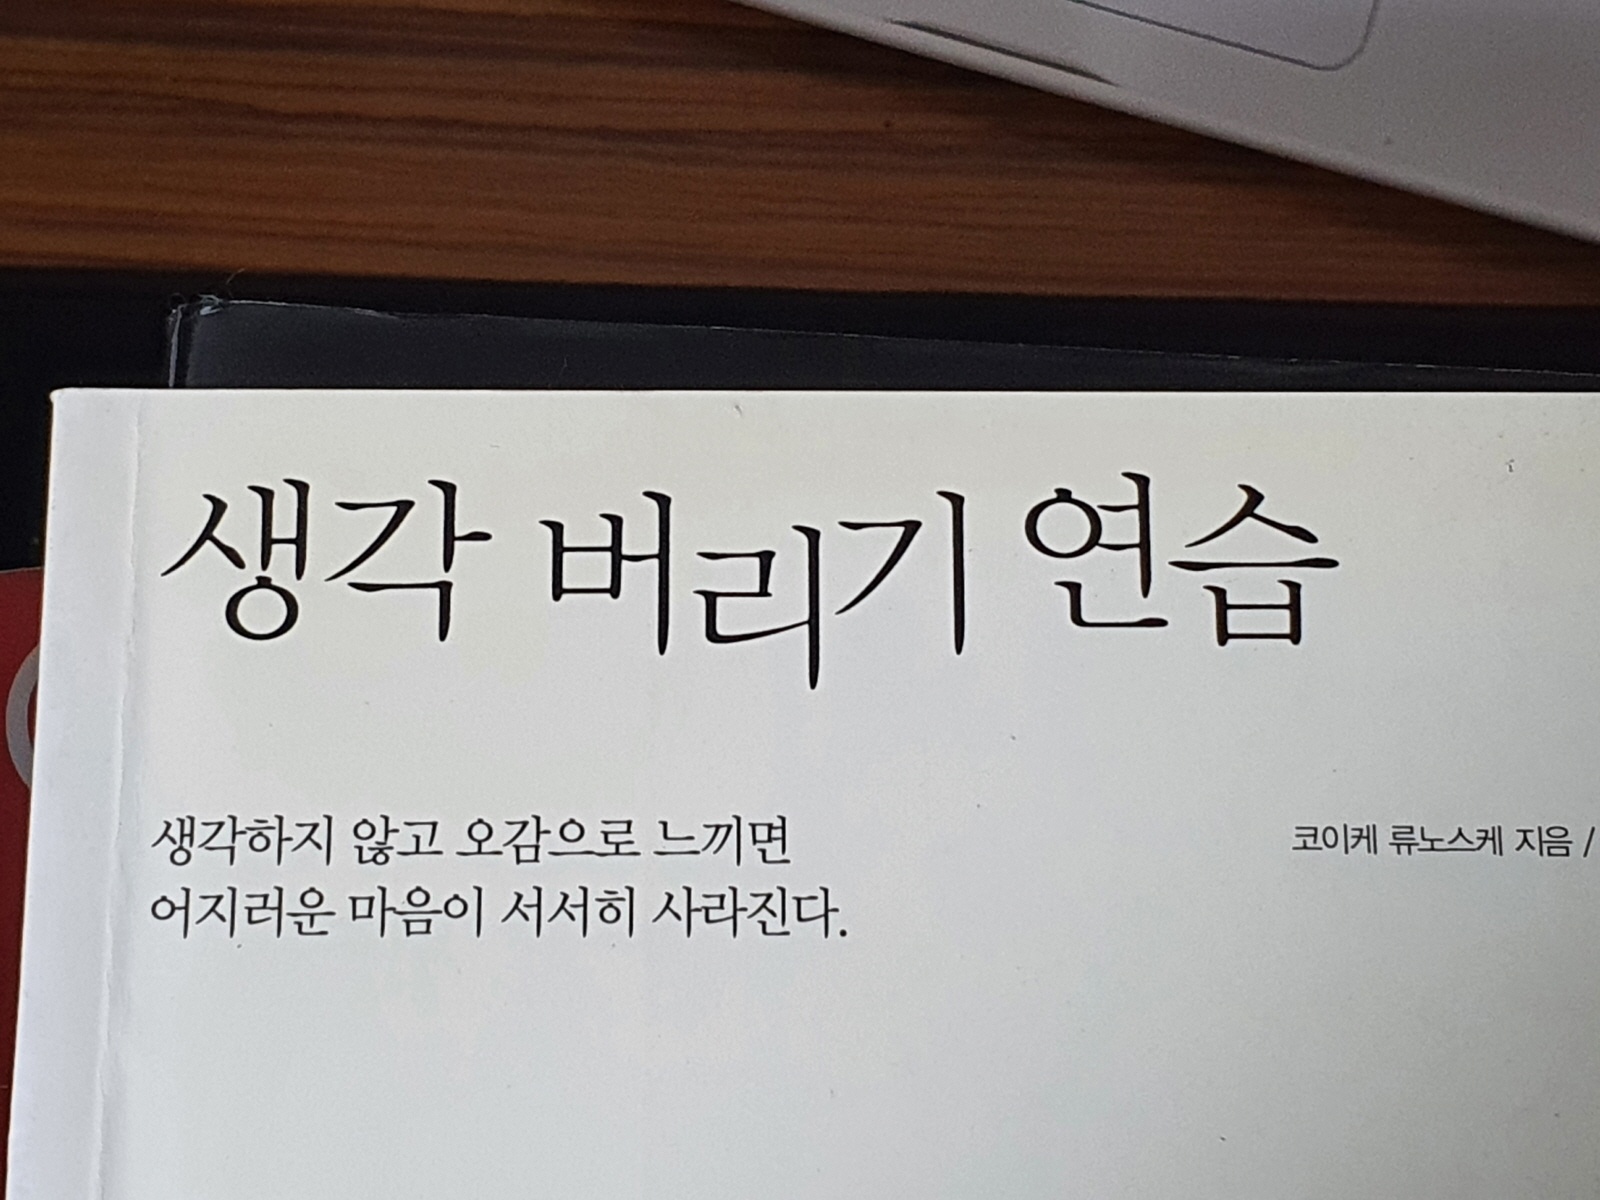 생각 버리기 연습
생각하지 않고 오감으로 느끼면
어지러운 마음이 서서히 사라진다.
코이케 류노스케 지음 /